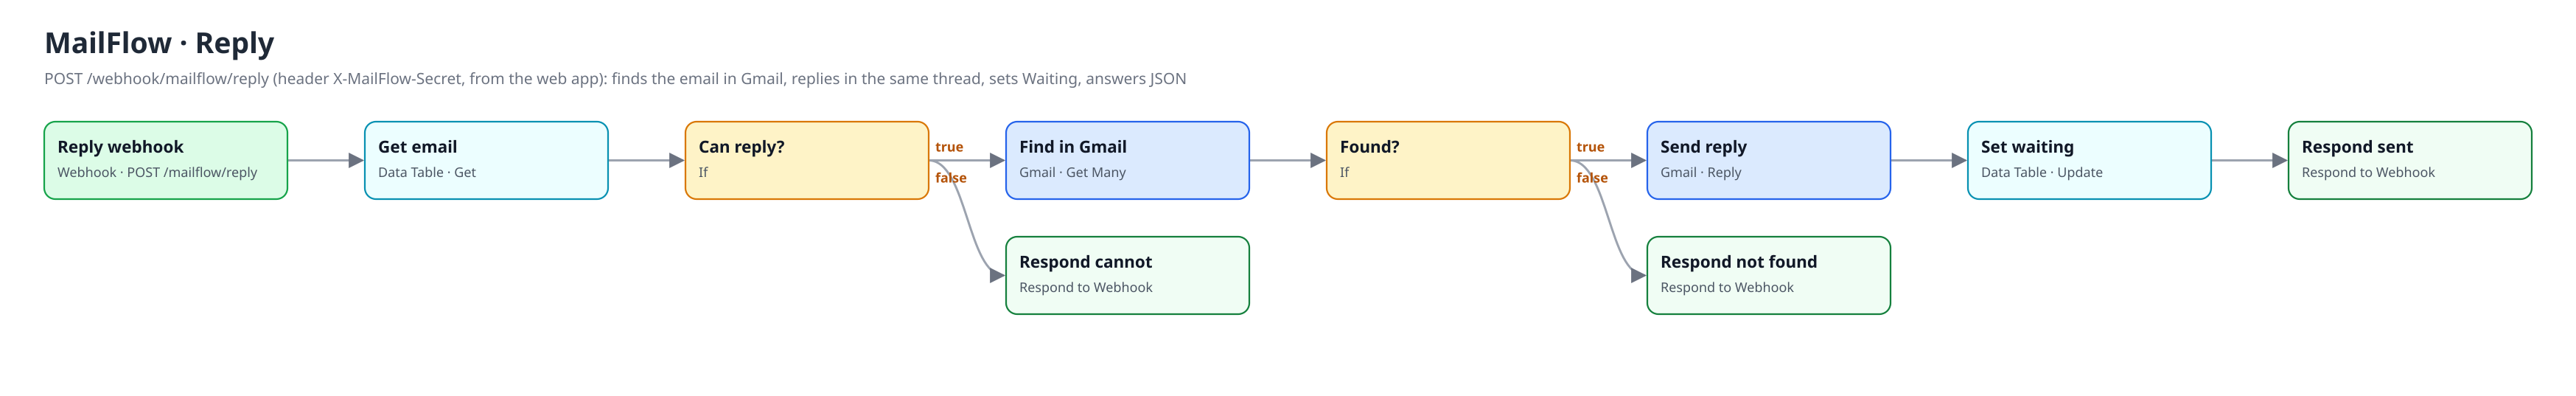 MailFlow · Reply
POST /webhook/mailflow/reply (header X-MailFlow-Secret, from the web app): finds the email in Gmail, replies in the same thread, sets Waiting, answers JSON
Reply webhook
Webhook · POST /mailflow/reply
Get email
Data Table · Get
Can reply?
If
true
false
Find in Gmail
Gmail · Get Many
Found?
If
true
false
Send reply
Gmail · Reply
Set waiting
Data Table · Update
Respond sent
Respond to Webhook
Respond cannot
Respond to Webhook
Respond not found
Respond to Webhook